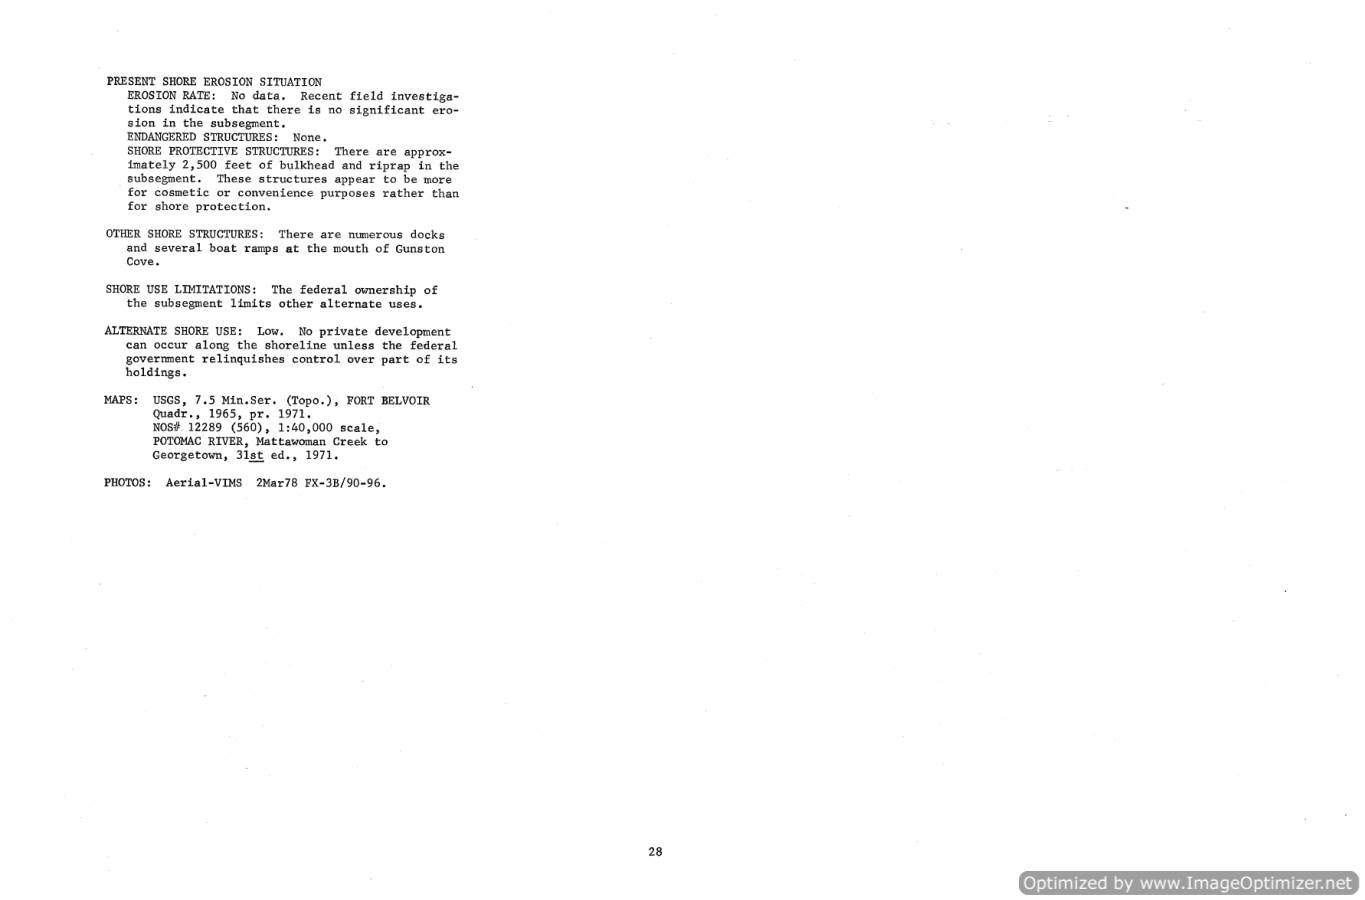 PRESENT SHORE EROSION SITUATION
EROSION RATE: No data. Recent field investiga-
tions indicate that there is no significant ero-
sion in the subsegment.
ENDANGERED STRUCTURES: None.
SHORE PROTECTIVE STRUCTURES: There are approx-
imately 2,500 feet of bulkhead and riprap in the
subsegment. These structures appear to be more
for cosmetic or convenience purposes rather than
for shore protection.
OTHER SHORE STRUCTURES: There are numerous docks
and several boat ramps at the mouth of Gunston
Cove.
SHORE USE LIMITATIONS: The federal ownership of
the subsegment limits other alternate uses.
ALTERNATE SHORE USE: Low. No private development
can occur along the shoreline unless the federal
government relinquishes control over part of its
holdings.
MAPS: USGS, 7.5 Min.Ser. (Topo.), FORT BELVOIR
Quadr., 1965, pr. 1971.
NOS# 12289 (560), 1:40,000 scale,
POTOMAC RIVER, Mattawoman Creek to
Georgetown, 31st ed., 1971.
PHOTOS: Aerial-VIMS 2Mar78 FX-3B/90-96.
28
Optimized by www.ImageOptimizer.net